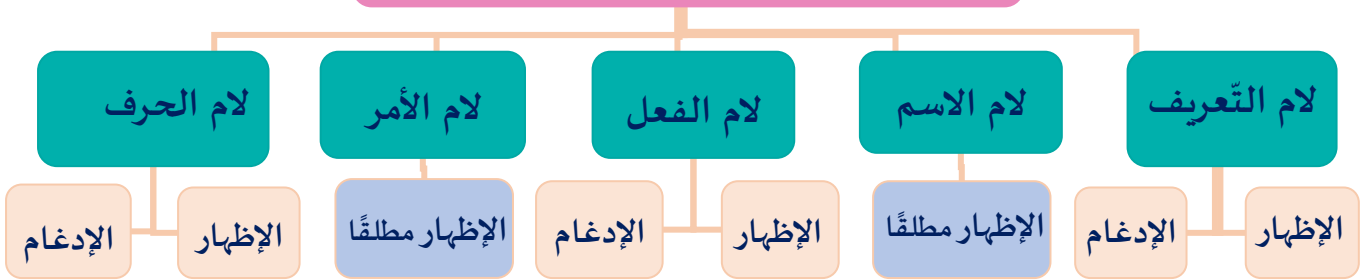 لام التّعريف
لام الاسم
لام الفعل
لام الأمر
لام الحرف
الإظهار
الإدغام
الإظهار مطلقًا
الإظهار
الإدغام
الإظهار مطلقًا
الإظهار
الإدغام